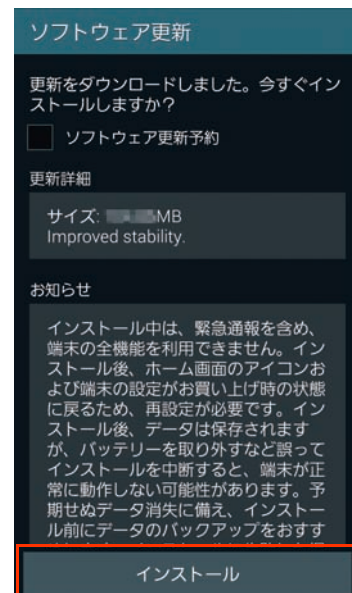 ソフトウェア更新
更新をダウンロードしました。今すぐイン
ストールしますか？
ソフトウェア更新予約
更新詳細
サイズ: MB
Improved stability.
お知らせ
インストール中は、緊急通報を含め、
端末の全機能を利用できません。イン
ストール後、ホーム画面のアイコンお
よび端末の設定がお買い上げ時の状態
に戻るため、再設定が必要です。イン
ストール後、データは保存されます
が、バッテリーを取り外すなど誤って
インストールを中断すると、端末が正
常に動作しない可能性があります。予
期せぬデータ消失に備え、インストー
ル前にデータのバックアップをおすす
インストール